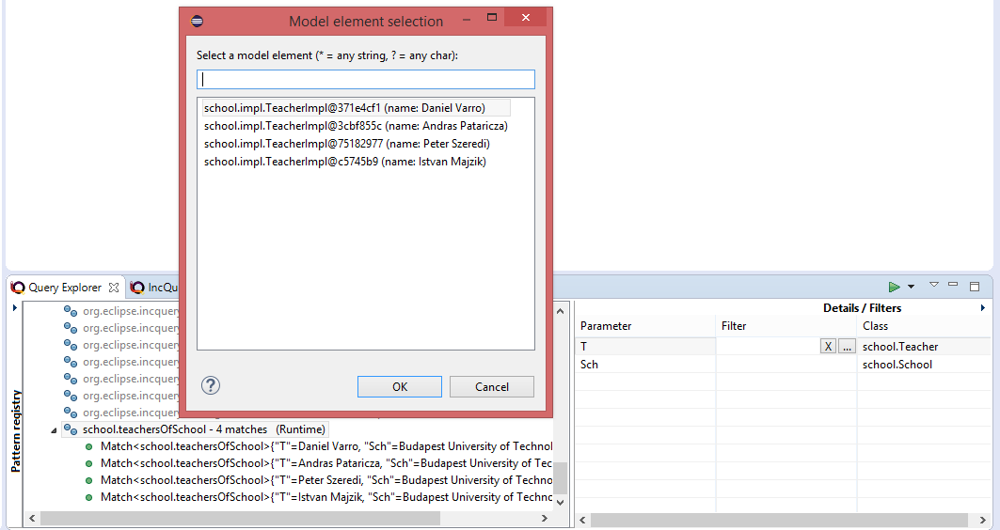 Model element selection
Select a model element (* = any string, ? = any char):
school.impl.TeacherImpl@371e4cf1 (name: Daniel Varro)
school.impl.TeacherImpl@3cbf855c (name: Andras Pataricza)
school.impl.TeacherImpl@75182977 (name: Peter Szeredi)
school.impl.TeacherImpl@c5745b9 (name: Istvan Majzik)
OK
Cancel
Query Explorer
IncQu
Pattern registry
org.eclipse.incquery
org.eclipse.incquery
org.eclipse.incquery
org.eclipse.incquery
org.eclipse.incquery
org.eclipse.incquery
org.eclipse.incquery
school.teachersOfSchool - 4 matches (Runtime)
Match<school.teachersOfSchool>{"T"=Daniel Varro, "Sch"=Budapest University of Technol
Match<school.teachersOfSchool>{"T"=Andras Pataricza, "Sch"=Budapest University of Tec
Match<school.teachersOfSchool>{"T"=Peter Szeredi, "Sch"=Budapest University of Techno
Match<school.teachersOfSchool>{"T"=Istvan Majzik, "Sch"=Budapest University of Techno
Details / Filters
Parameter Filter Class
T X ... school.Teacher
Sch school.School